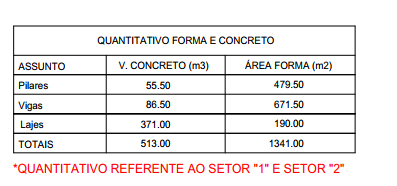 QUANTITATIVO FORMA E CONCRETO
ASSUNTO V. CONCRETO (m3) ÁREA FORMA (m2)
Pilares 55.50 479.50
Vigas 86.50 671.50
Lajes 371.00 190.00
TOTAIS 513.00 1341.00
*QUANTITATIVO REFERENTE AO SETOR "1" E SETOR "2"